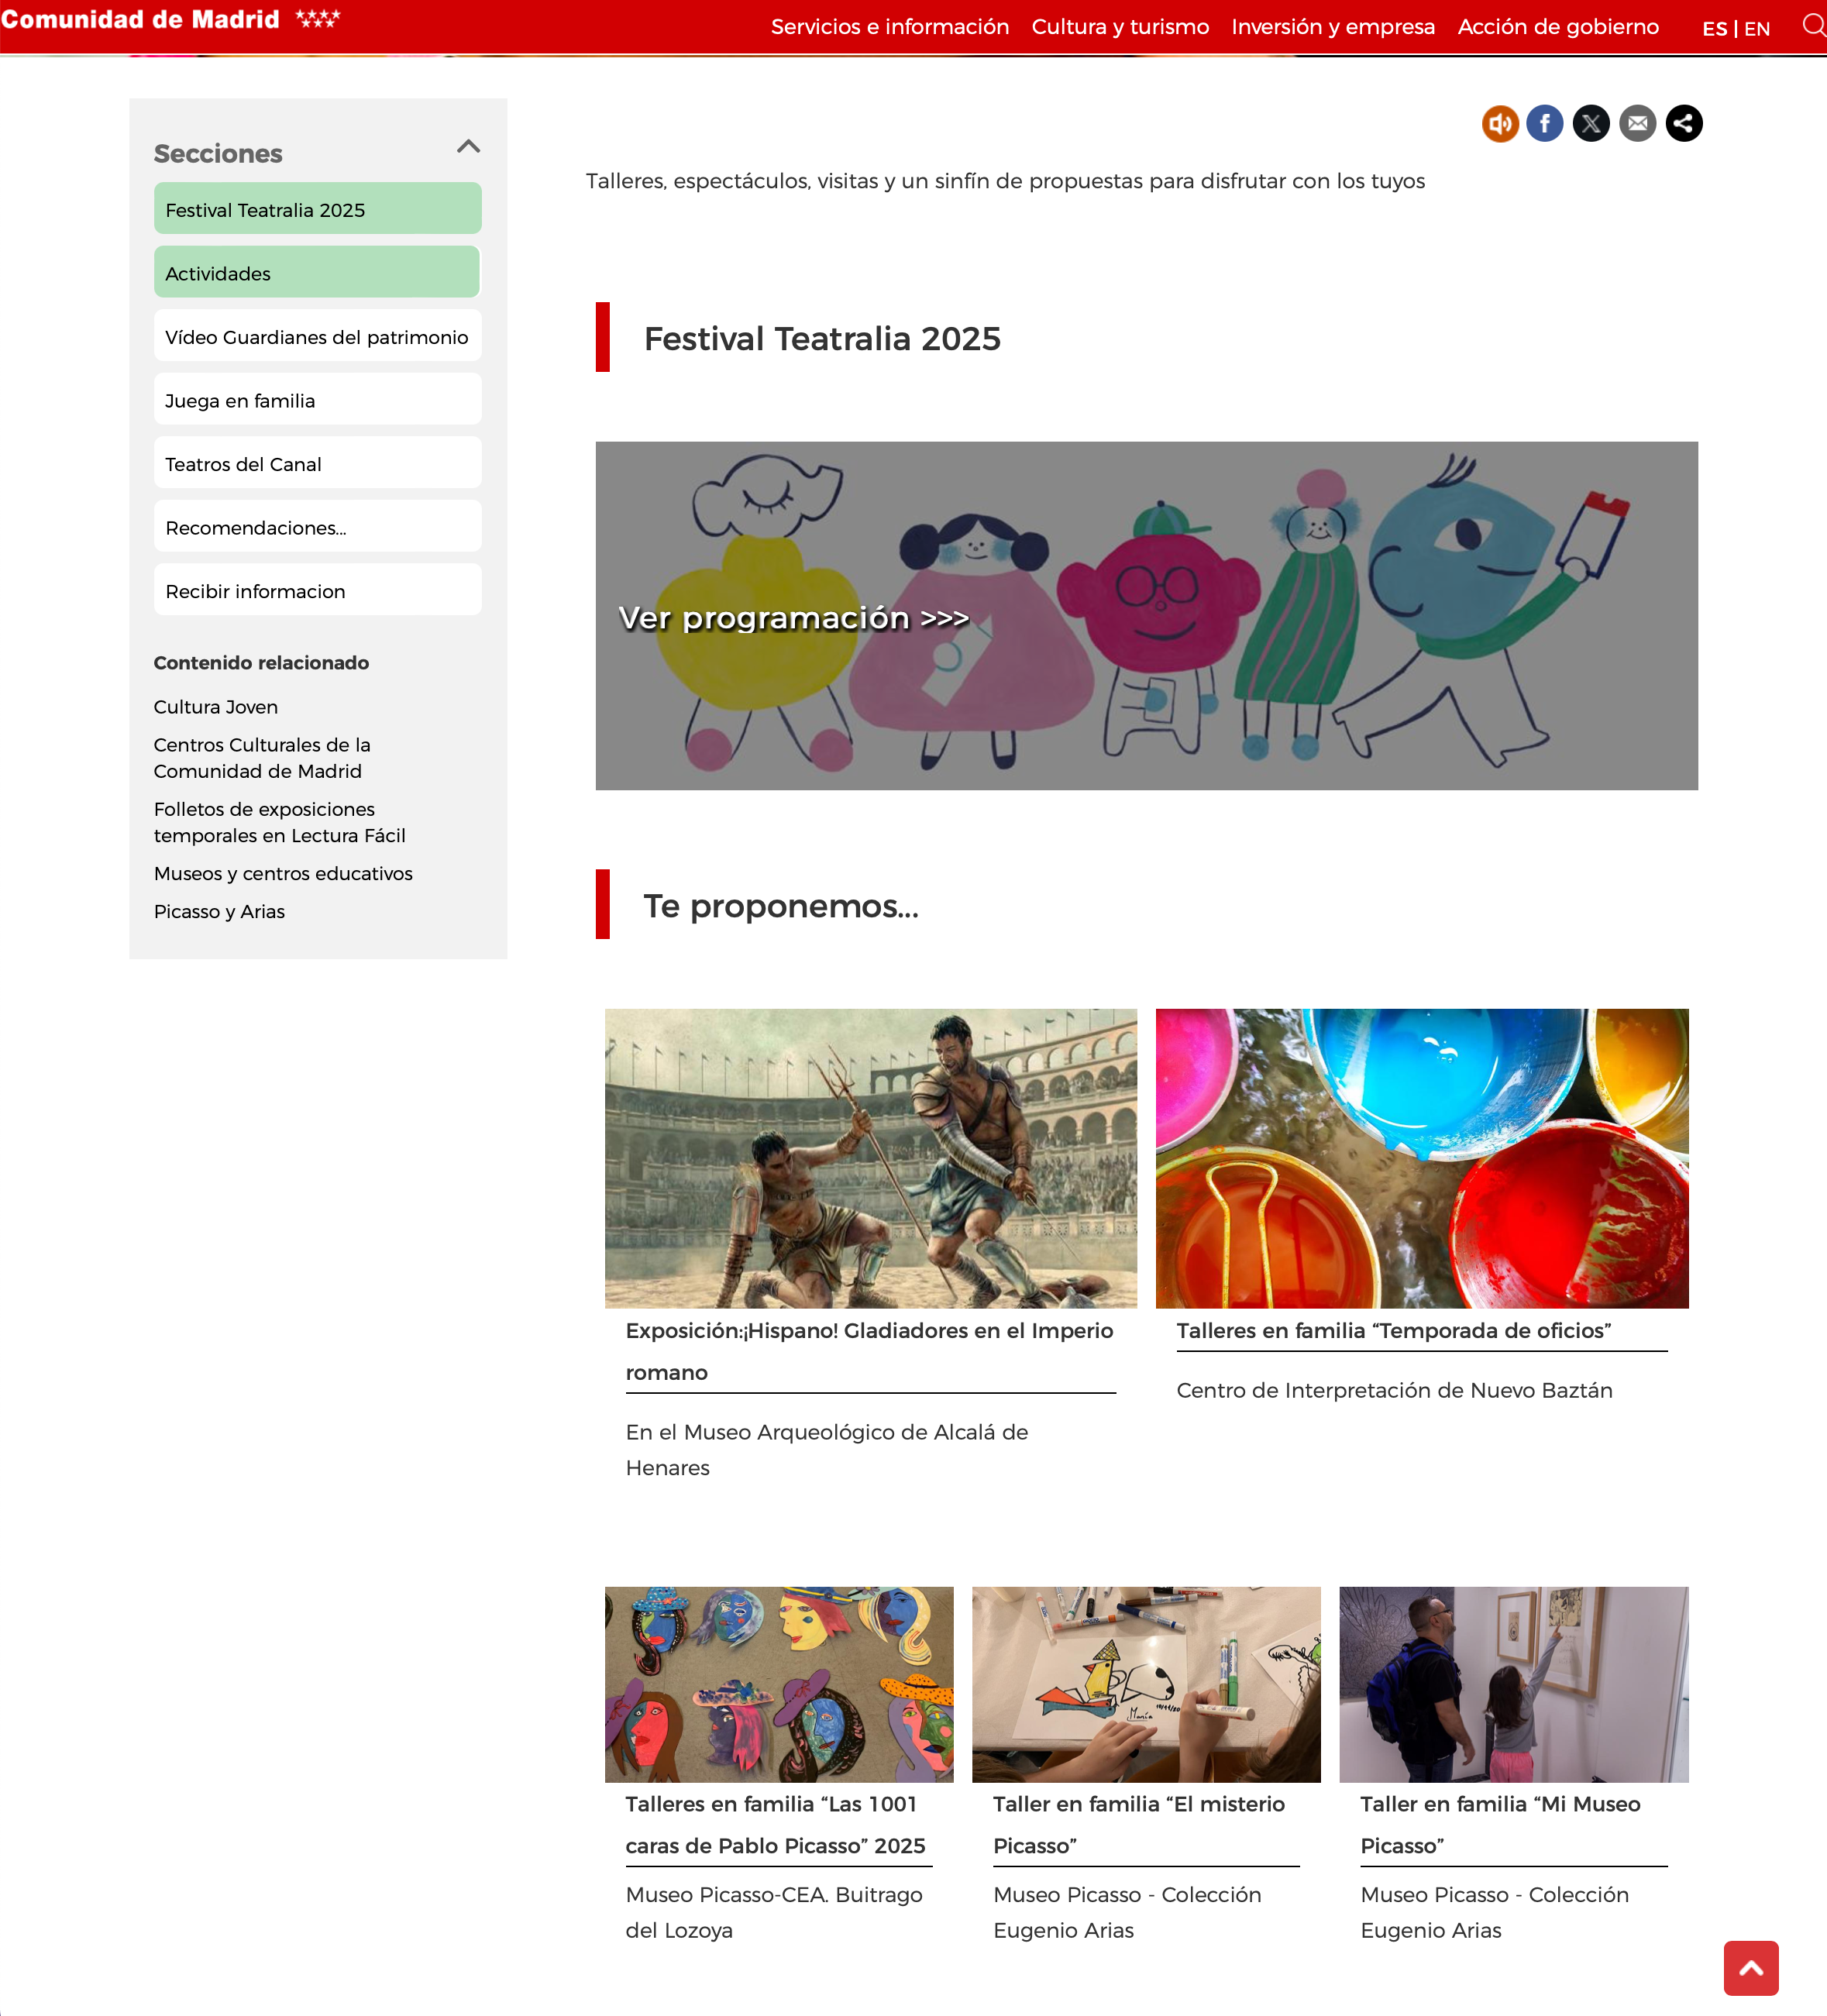 Comunidad de Madrid
Servicios e información
Cultura y turismo
Inversión y empresa
Acción de gobierno
ES | EN
Secciones
Festival Teatralia 2025
Actividades
Vídeo Guardianes del patrimonio
Juega en familia
Teatros del Canal
Recomendaciones...
Recibir informacion
Contenido relacionado
Cultura Joven
Centros Culturales de la
Comunidad de Madrid
Folletos de exposiciones
temporales en Lectura Fácil
Museos y centros educativos
Picasso y Arias
Talleres, espectáculos, visitas y un sinfín de propuestas para disfrutar con los tuyos
Festival Teatralia 2025
Ver programación >>>
Te proponemos...
Exposición:¡Hispano! Gladiadores en el Imperio
romano
En el Museo Arqueológico de Alcalá de
Henares
Talleres en familia “Temporada de oficios”
Centro de Interpretación de Nuevo Baztán
Talleres en familia “Las 1001
caras de Pablo Picasso” 2025
Museo Picasso-CEA. Buitrago
del Lozoya
María
Taller en familia “El misterio
Picasso”
Museo Picasso - Colección
Eugenio Arias
Taller en familia “Mi Museo
Picasso”
Museo Picasso - Colección
Eugenio Arias